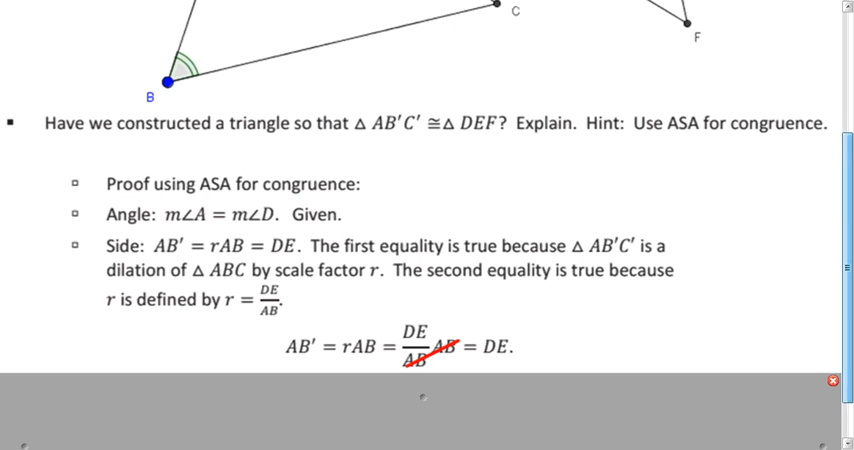 C
F
B
▪ Have we constructed a triangle so that △ AB′C′ ≅△ DEF? Explain. Hint: Use ASA for congruence.
▫ Proof using ASA for congruence:
▫ Angle: m∠A = m∠D. Given.
▫ Side: AB′ = rAB = DE. The first equality is true because △ AB′C′ is a
dilation of △ ABC by scale factor r. The second equality is true because
r is defined by r = DE/AB.
AB′ = rAB = DE/AB AB = DE.